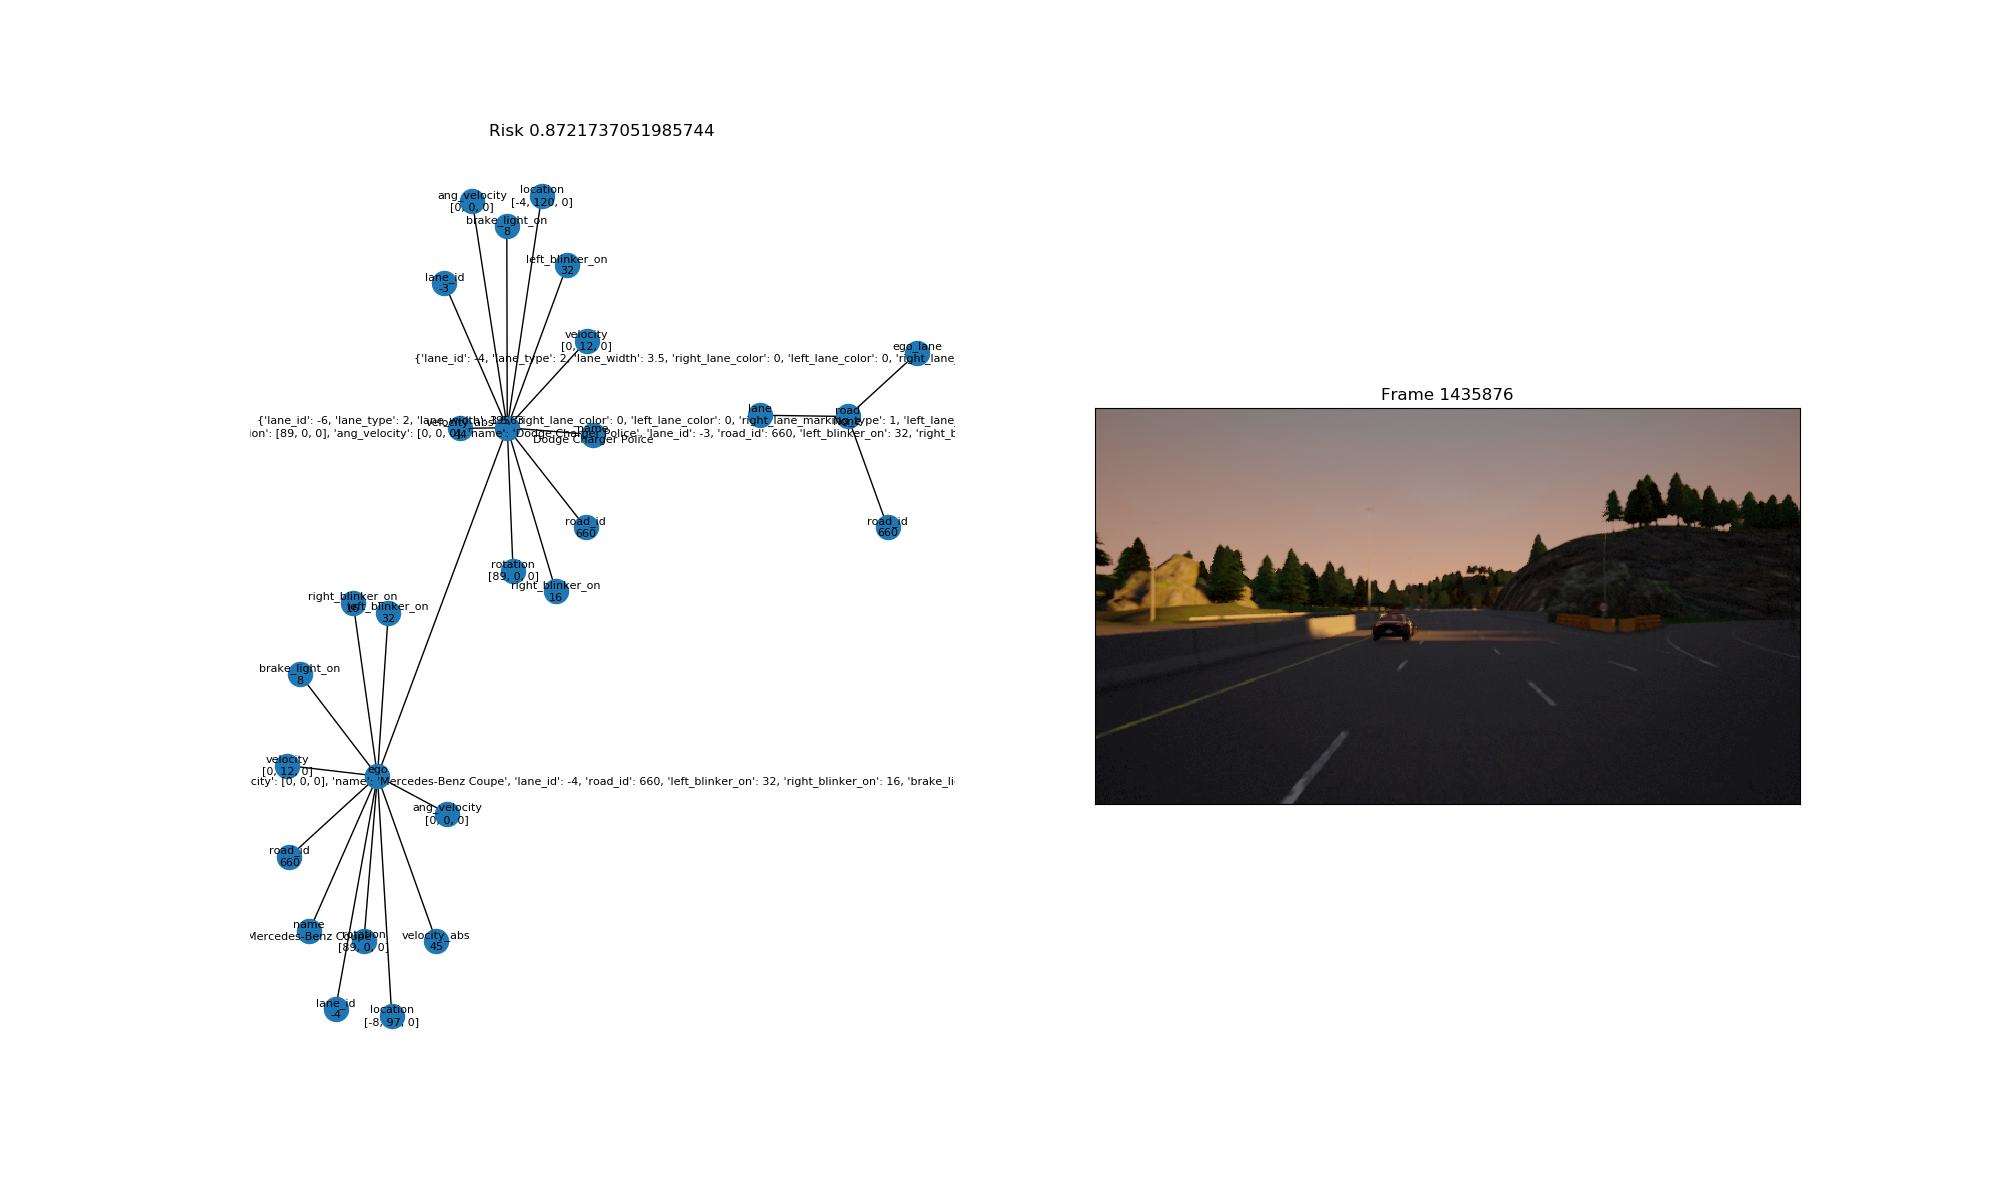 Risk 0.8721737051985744
ang_velocity
[0, 0, 0]
location
[-4, 120, 0]
brake_light_on
8
left_blinker_on
32
lane_id
-3
velocity
[0, 12, 0]
{'lane_id': -4, 'lane_type': 2, 'lane_width': 3.5, 'right_lane_color': 0, 'left_lane_color': 0, 'right_lane_
ego_lane
lane
road
{'lane_id': -6, 'lane_type': 2, 'lane_width': 3.5, 'right_lane_color': 0, 'left_lane_color': 0, 'right_lane_marking_type': 1, 'left_lane_
velocity_abs
44
name
Dodge Charger Police
ion': [89, 0, 0], 'ang_velocity': [0, 0, 0], 'name': 'Dodge Charger Police', 'lane_id': -3, 'road_id': 660, 'left_blinker_on': 32, 'right_b
road_id
660
road_id
660
rotation
[89, 0, 0]
right_blinker_on
16
right_blinker_on
16
left_blinker_on
32
brake_light_on
8
velocity
[0, 12, 0]
ego
city': [0, 0, 0], 'name': 'Mercedes-Benz Coupe', 'lane_id': -4, 'road_id': 660, 'left_blinker_on': 32, 'right_blinker_on': 16, 'brake_li
ang_velocity
[0, 0, 0]
road_id
660
name
Mercedes-Benz Coupe
rotation
[89, 0, 0]
velocity_abs
45
lane_id
-4
location
[-8, 97, 0]
Frame 1435876